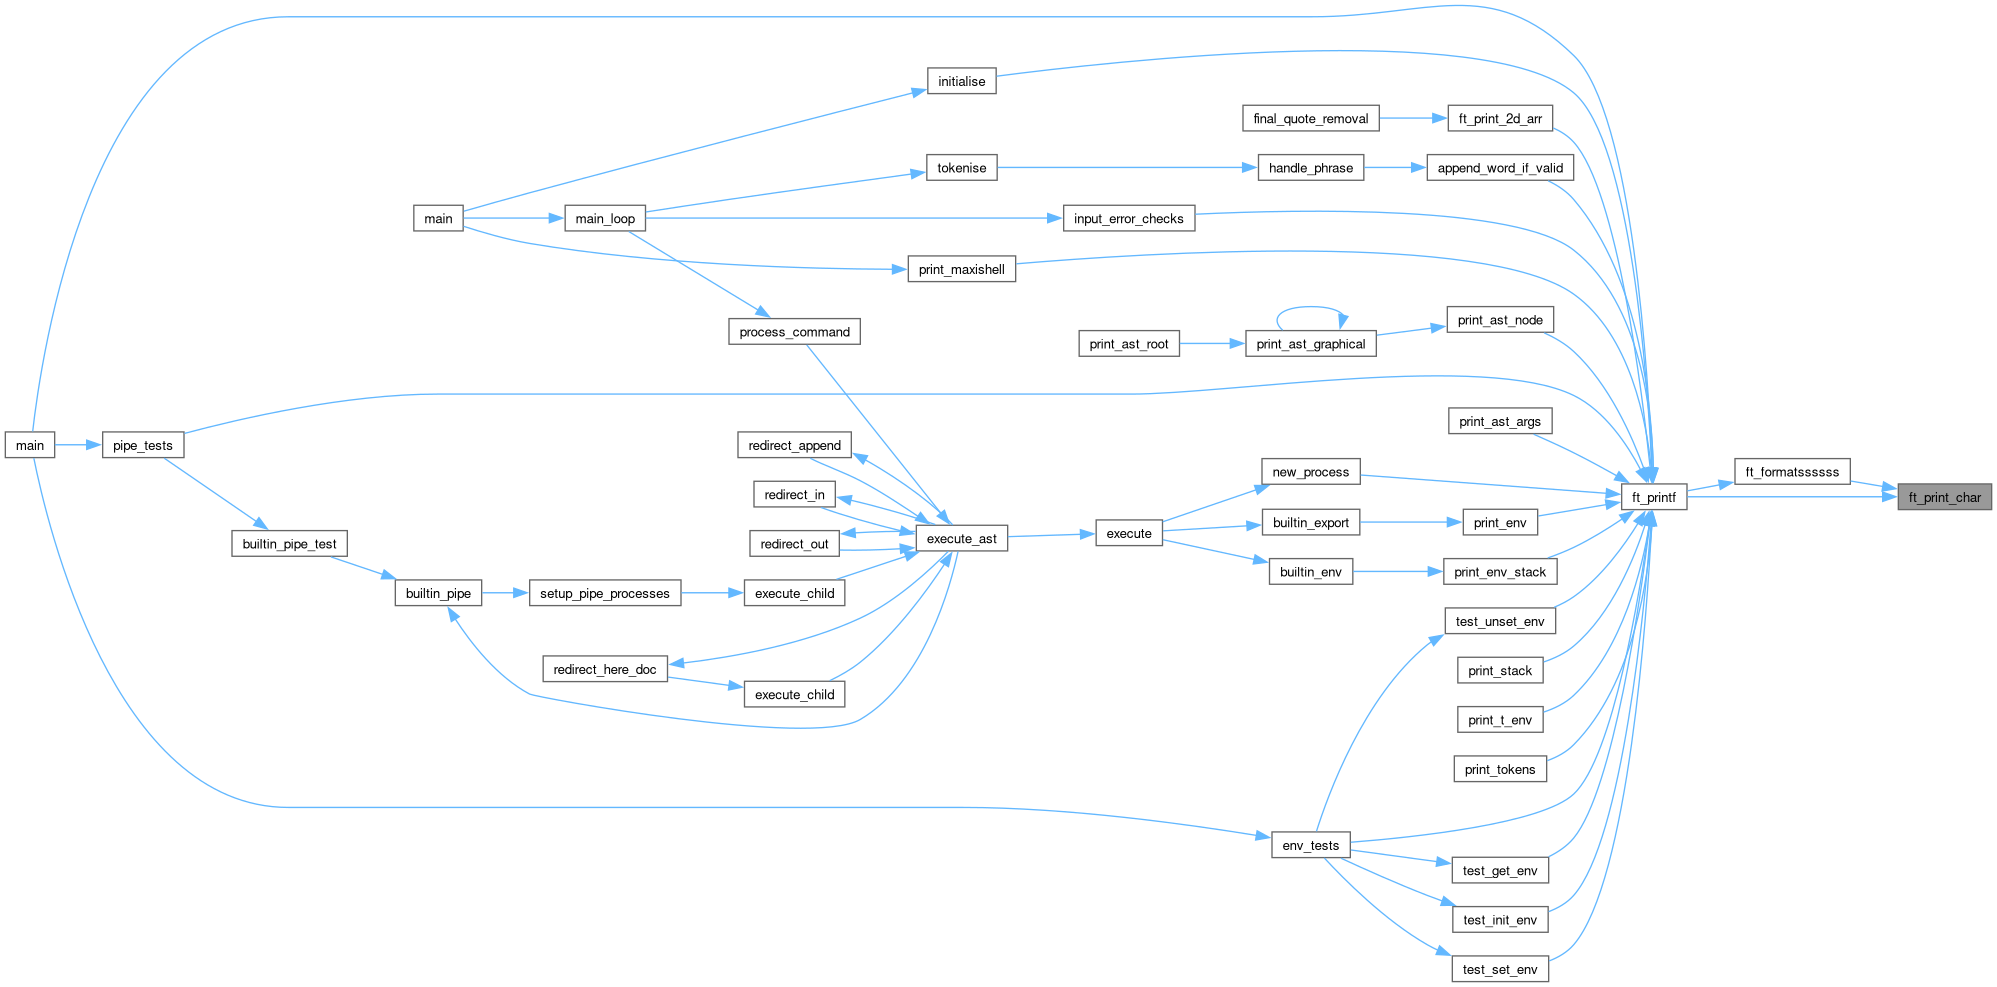 initialise
final_quote_removal
ft_print_2d_arr
tokenise
handle_phrase
append_word_if_valid
main
main_loop
input_error_checks
print_maxishell
process_command
print_ast_root
print_ast_graphical
print_ast_node
print_ast_args
main
pipe_tests
redirect_append
new_process
ft_formatssssss
redirect_in
ft_printf
ft_print_char
builtin_pipe_test
redirect_out
execute_ast
execute
builtin_export
print_env
builtin_pipe
setup_pipe_processes
execute_child
builtin_env
print_env_stack
test_unset_env
redirect_here_doc
execute_child
print_stack
print_t_env
print_tokens
env_tests
test_get_env
test_init_env
test_set_env